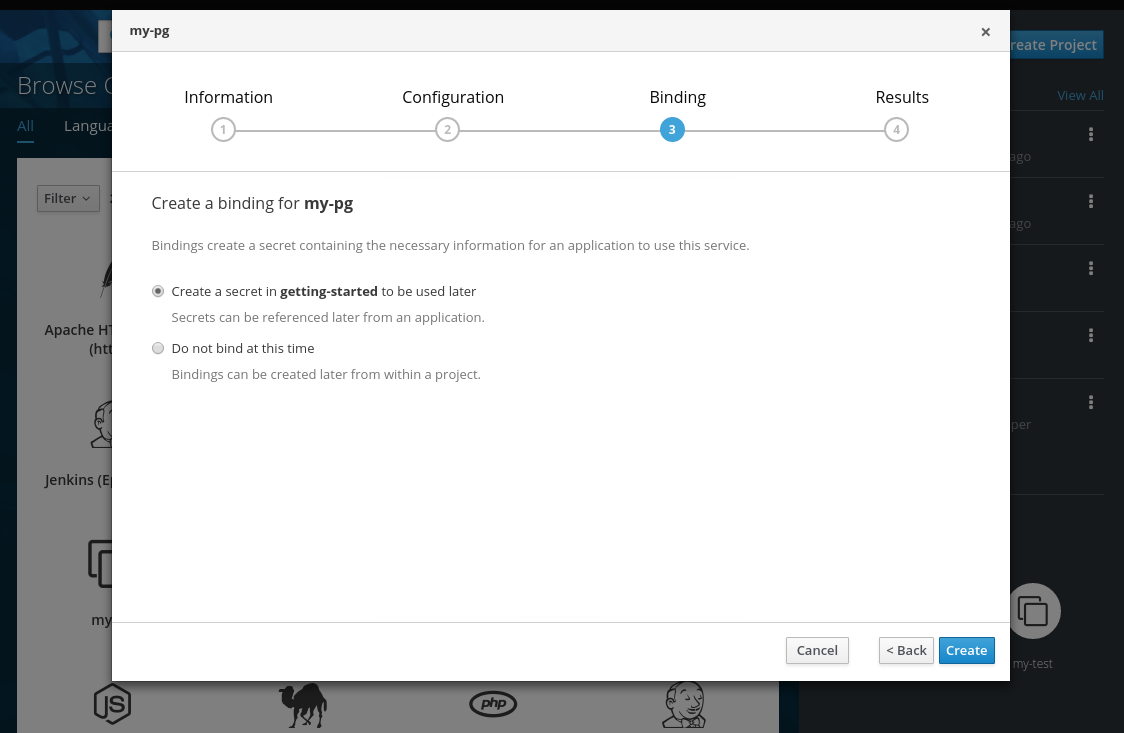 my-pg
×
reate Project
Browse
View All
All
Information
Configuration
Binding
Results
1
2
3
4
ago
Create a binding for my-pg
Filter
ago
Bindings create a secret containing the necessary information for an application to use this service.
Create a secret in getting-started to be used later
Secrets can be referenced later from an application.
Apache
Do not bind at this time
Bindings can be created later from within a project.
Jenkins
my
Cancel
< Back
Create
my-test
JS
php